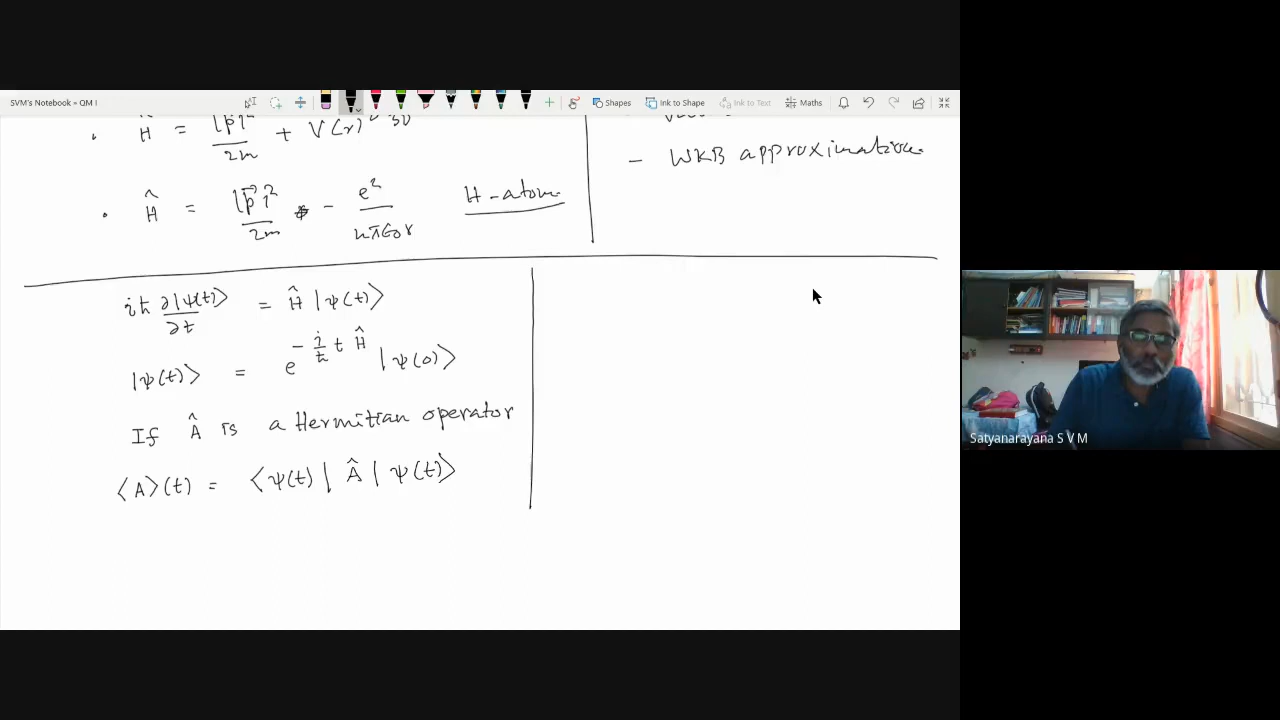 SVM's Notebook » QM I
Shapes
Ink to Shape
Ink to Text
Maths
. Ĥ = |p⃗|²/2m + V(r) 3D
. Ĥ = |p⃗|²/2m - e²/4πε₀r H-atom
- WKB approximation
iħ ∂|ψ(t)⟩/∂t = Ĥ |ψ(t)⟩
|ψ(t)⟩ = e^{-i/ħ t Ĥ} |ψ(0)⟩
If Â is a Hermitian operator
⟨A⟩(t) = ⟨ψ(t)| Â |ψ(t)⟩
Satyanarayana S V M